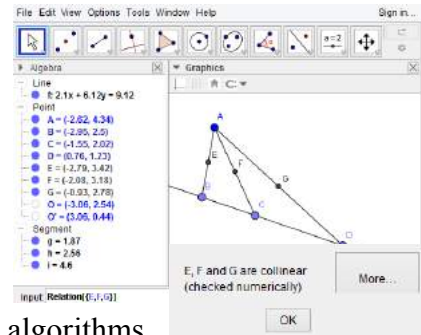 File Edit View Options Tools Window Help Sign in...
a=2
Algebra
Line
f: 2.1x + 6.12y = 9.12
Point
A = (-2.62, 4.34)
B = (-2.95, 2.5)
C = (-1.55, 2.02)
D = (0.76, 1.23)
E = (-2.79, 3.42)
F = (-2.08, 3.18)
G = (-0.93, 2.78)
O = (-3.06, 2.54)
O' = (3.06, 0.44)
Segment
g = 1.87
h = 2.56
i = 4.6
Graphics
A
E
F
G
B
C
D
E, F and G are collinear
(checked numerically)
More...
OK
Input: Relation[{E,F,G}]
algorithms